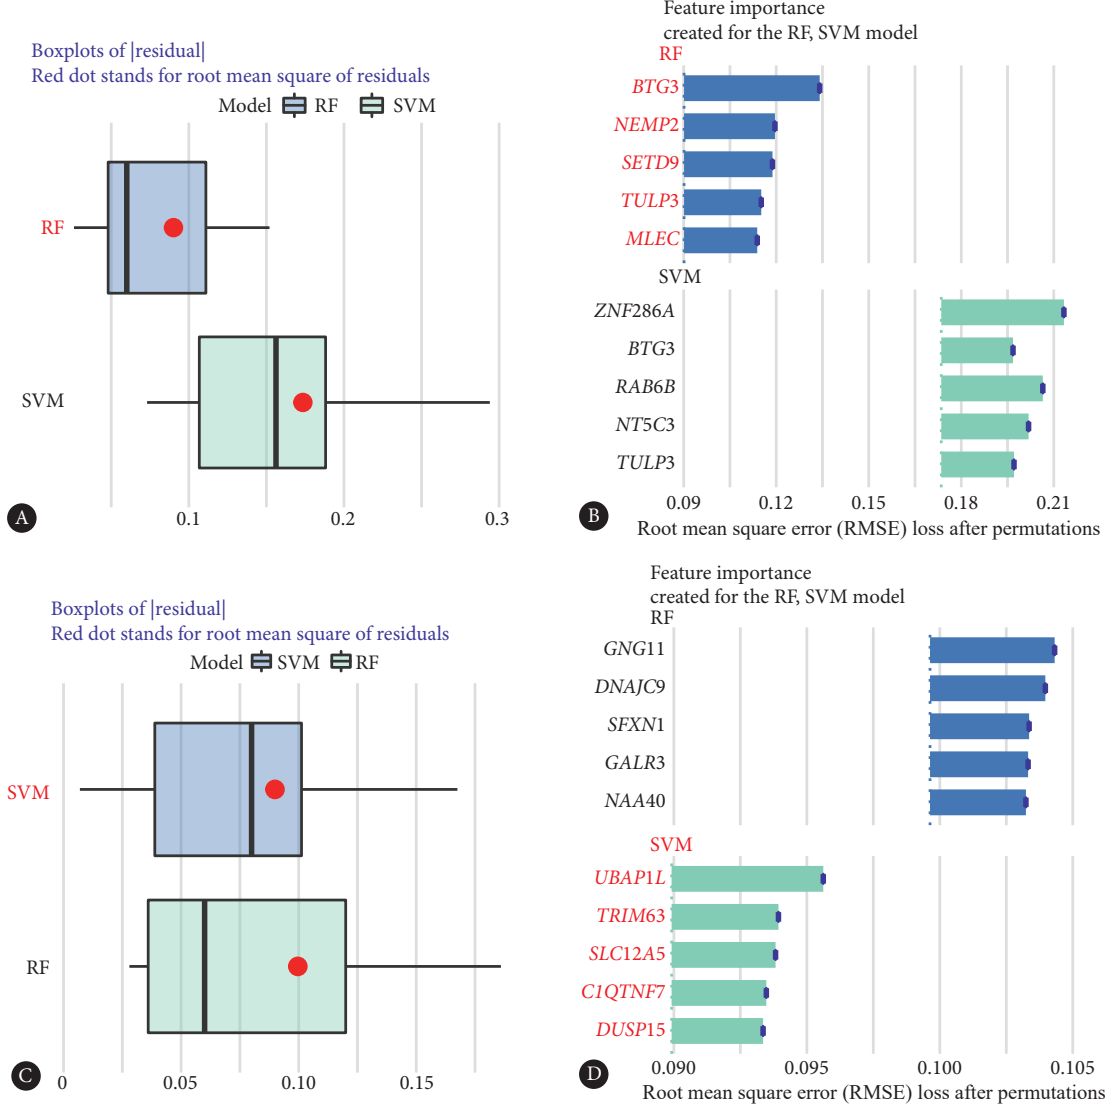 Boxplots of |residual|
Red dot stands for root mean square of residuals
Model RF SVM
RF
SVM
0.1 0.2 0.3
A
Feature importance
created for the RF, SVM model
RF
BTG3
NEMP2
SETD9
TULP3
MLEC
SVM
ZNF286A
BTG3
RAB6B
NT5C3
TULP3
0.09 0.12 0.15 0.18 0.21
B
Root mean square error (RMSE) loss after permutations
Boxplots of |residual|
Red dot stands for root mean square of residuals
Model SVM RF
SVM
RF
0 0.05 0.10 0.15
C
Feature importance
created for the RF, SVM model
RF
GNG11
DNAJC9
SFXN1
GALR3
NAA40
SVM
UBAP1L
TRIM63
SLC12A5
C1QTNF7
DUSP15
0.090 0.095 0.100 0.105
D
Root mean square error (RMSE) loss after permutations